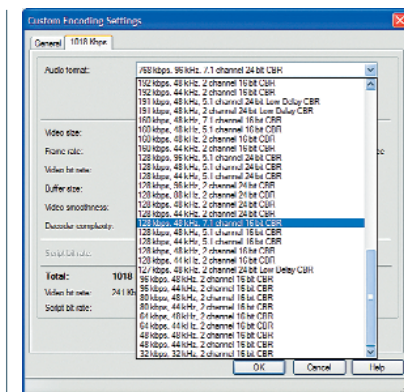 Custom Encoding Settings
General 1018 Kbps
Audio format: 768 kbps, 96 kHz, 7.1 channel 24 bit CBR
192 kbps, 48 kHz, 2 channel 16 bit CBR
192 kbps, 44 kHz, 2 channel 16 bit CBR
191 kbps, 48 kHz, 5.1 channel 24 bit Low Delay CBR
191 kbps, 48 kHz, 2 channel 24 bit Low Delay CBR
160 kbps, 48 kHz, 7.1 channel 16 bit CBR
160 kbps, 48 kHz, 5.1 channel 16 bit CBR
160 kbps, 48 kHz, 2 channel 16 bit CBR
160 kbps, 44 kHz, 2 channel 16 bit CBR
Video size: 128 kbps, 96 kHz, 5.1 channel 24 bit CBR
128 kbps, 48 kHz, 5.1 channel 24 bit CBR
Frame rate: 128 kbps, 44 kHz, 5.1 channel 24 bit CBR
128 kbps, 96 kHz, 2 channel 24 bit CBR
Video bit rate: 128 kbps, 88 kHz, 2 channel 24 bit CBR
Buffer size: 128 kbps, 48 kHz, 2 channel 24 bit CBR
Video smoothness: 128 kbps, 44 kHz, 2 channel 24 bit CBR
Decoder complexity: 128 kbps, 48 kHz, 7.1 channel 16 bit CBR
128 kbps, 48 kHz, 5.1 channel 16 bit CBR
128 kbps, 44 kHz, 5.1 channel 16 bit CBR
128 kbps, 48 kHz, 2 channel 16 bit CBR
Script bit rate: 128 kbps, 44 kHz, 2 channel 16 bit CBR
127 kbps, 48 kHz, 2 channel 24 bit Low Delay CBR
Total: 1018 96 kbps, 48 kHz, 2 channel 16 bit CBR
96 kbps, 44 kHz, 2 channel 16 bit CBR
Video bit rate: 241 Kb 80 kbps, 48 kHz, 2 channel 16 bit CBR
80 kbps, 44 kHz, 2 channel 16 bit CBR
Script bit rate: 64 kbps, 48 kHz, 2 channel 16 bit CBR
64 kbps, 44 kHz, 2 channel 16 bit CBR
48 kbps, 48 kHz, 2 channel 16 bit CBR
48 kbps, 44 kHz, 2 channel 16 bit CBR
32 kbps, 32 kHz, 2 channel 16 bit CBR
OK Cancel Help